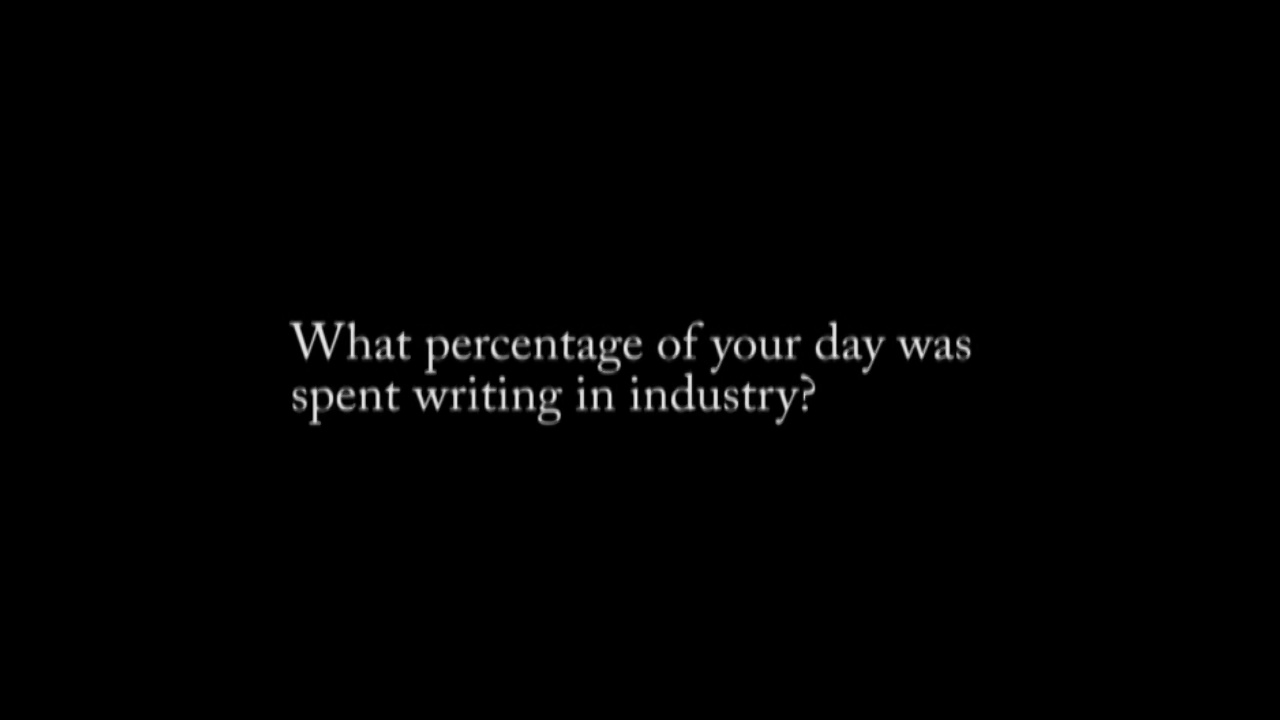 What percentage of your day was
spent writing in industry?